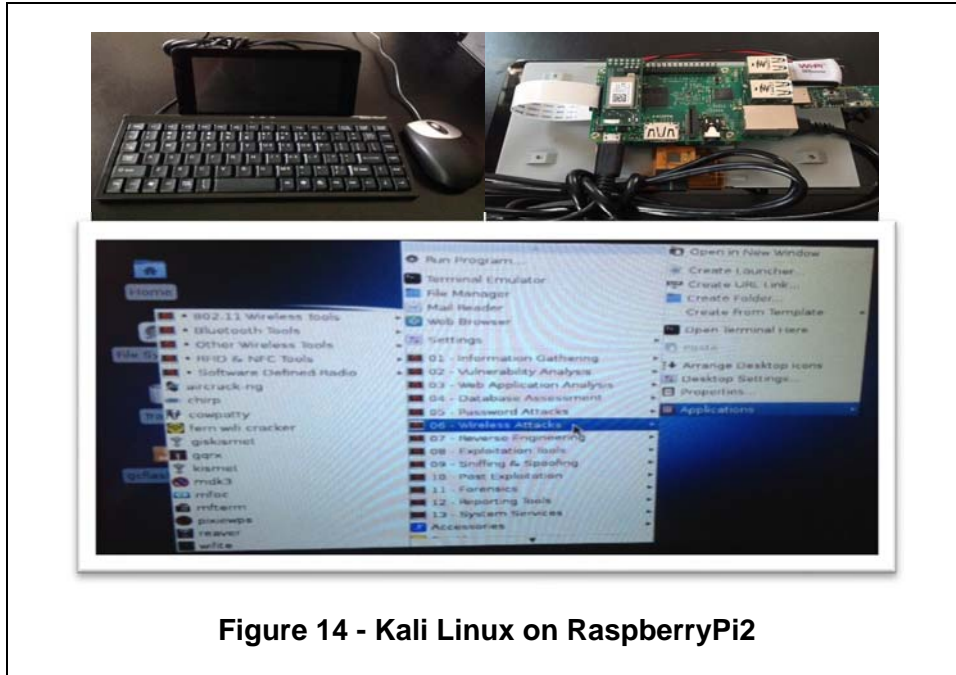 Home
File Sy
Run Program...
Terminal Emulator
File Manager
Mail Reader
Web Browser
Settings
01 - Information Gathering
02 - Vulnerability Analysis
03 - Web Application Analysis
04 - Database Assessment
05 - Password Attacks
06 - Wireless Attacks
07 - Reverse Engineering
08 - Exploitation Tools
09 - Sniffing & Spoofing
10 - Post Exploitation
11 - Forensics
12 - Reporting Tools
13 - System Services
Accessories
• 802.11 Wireless Tools
• Bluetooth Tools
• Other Wireless Tools
• RFID & NFC Tools
• Software Defined Radio
aircrack-ng
chirp
cowpatty
fern wifi cracker
giskismet
gqrx
kismet
mdk3
mfoc
mfterm
pixiewps
reaver
wifite
Open in New Window
Create Launcher...
Create URL Link...
Create Folder...
Create From Template
Open Terminal Here
Paste
Arrange Desktop Icons
Desktop Settings...
Properties...
Applications
Figure 14 - Kali Linux on RaspberryPi2